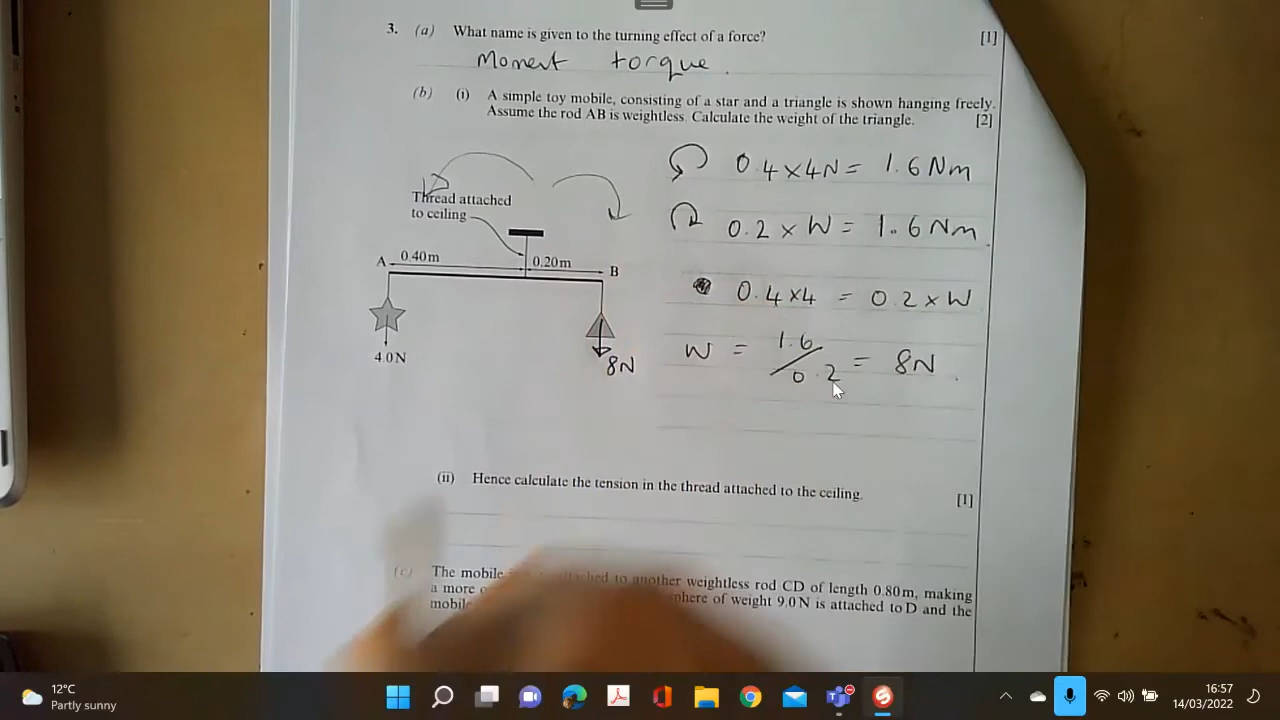 3. (a) What name is given to the turning effect of a force? [1]
Moment torque.
(b) (i) A simple toy mobile, consisting of a star and a triangle is shown hanging freely.
Assume the rod AB is weightless. Calculate the weight of the triangle. [2]
0.4 × 4N = 1.6 Nm
Thread attached
to ceiling
0.2 × W = 1.6 Nm
A 0.40m 0.20m B
0.4 × 4 = 0.2 × W
4.0N
8N
W = 1.6/0.2 = 8N.
(ii) Hence calculate the tension in the thread attached to the ceiling. [1]
(c) The mobile attached to another weightless rod CD of length 0.80m, making
a more sphere of weight 9.0N is attached to D and the
12°C
Partly sunny
16:57
14/03/2022